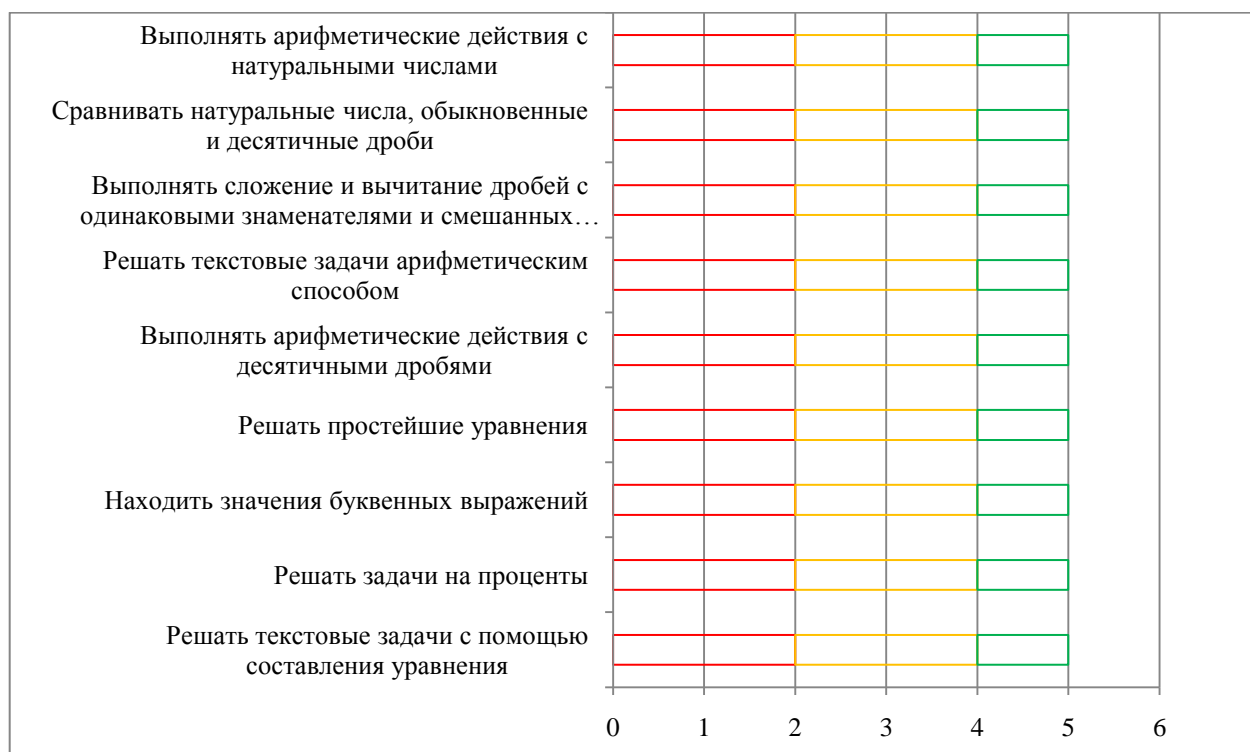 Выполнять арифметические действия с
натуральными числами
Сравнивать натуральные числа, обыкновенные
и десятичные дроби
Выполнять сложение и вычитание дробей с
одинаковыми знаменателями и смешанных…
Решать текстовые задачи арифметическим
способом
Выполнять арифметические действия с
десятичными дробями
Решать простейшие уравнения
Находить значения буквенных выражений
Решать задачи на проценты
Решать текстовые задачи с помощью
составления уравнения
0 1 2 3 4 5 6